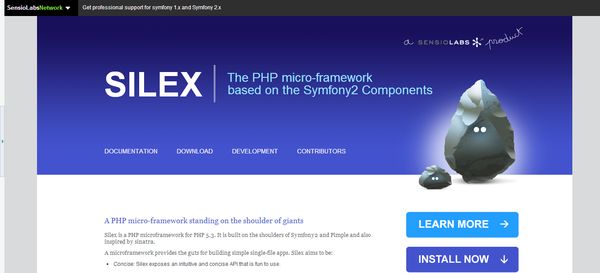 SensioLabsNetwork Get professional support for symfony 1.x and Symfony 2.x
a SENSIOLABS product
SILEX
The PHP micro-framework
based on the Symfony2 Components
DOCUMENTATION DOWNLOAD DEVELOPMENT CONTRIBUTORS
A PHP micro-framework standing on the shoulder of giants
Silex is a PHP microframework for PHP 5.3. It is built on the shoulders of Symfony2 and Pimple and also
inspired by sinatra.
A microframework provides the guts for building simple single-file apps. Silex aims to be:
• Concise: Silex exposes an intuitive and concise API that is fun to use.
LEARN MORE →
INSTALL NOW ↓